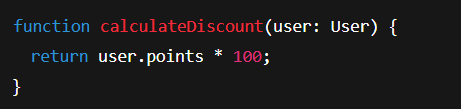 function calculateDiscount(user: User) {
  return user.points * 100;
}